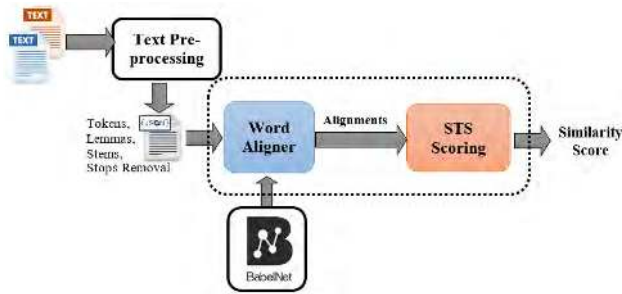 TEXT
TEXT
Text Pre-
processing
Tokens,
Lemmas,
Stems,
Stops Removal
Word
Aligner
Alignments
STS
Scoring
Similarity
Score
BabelNet